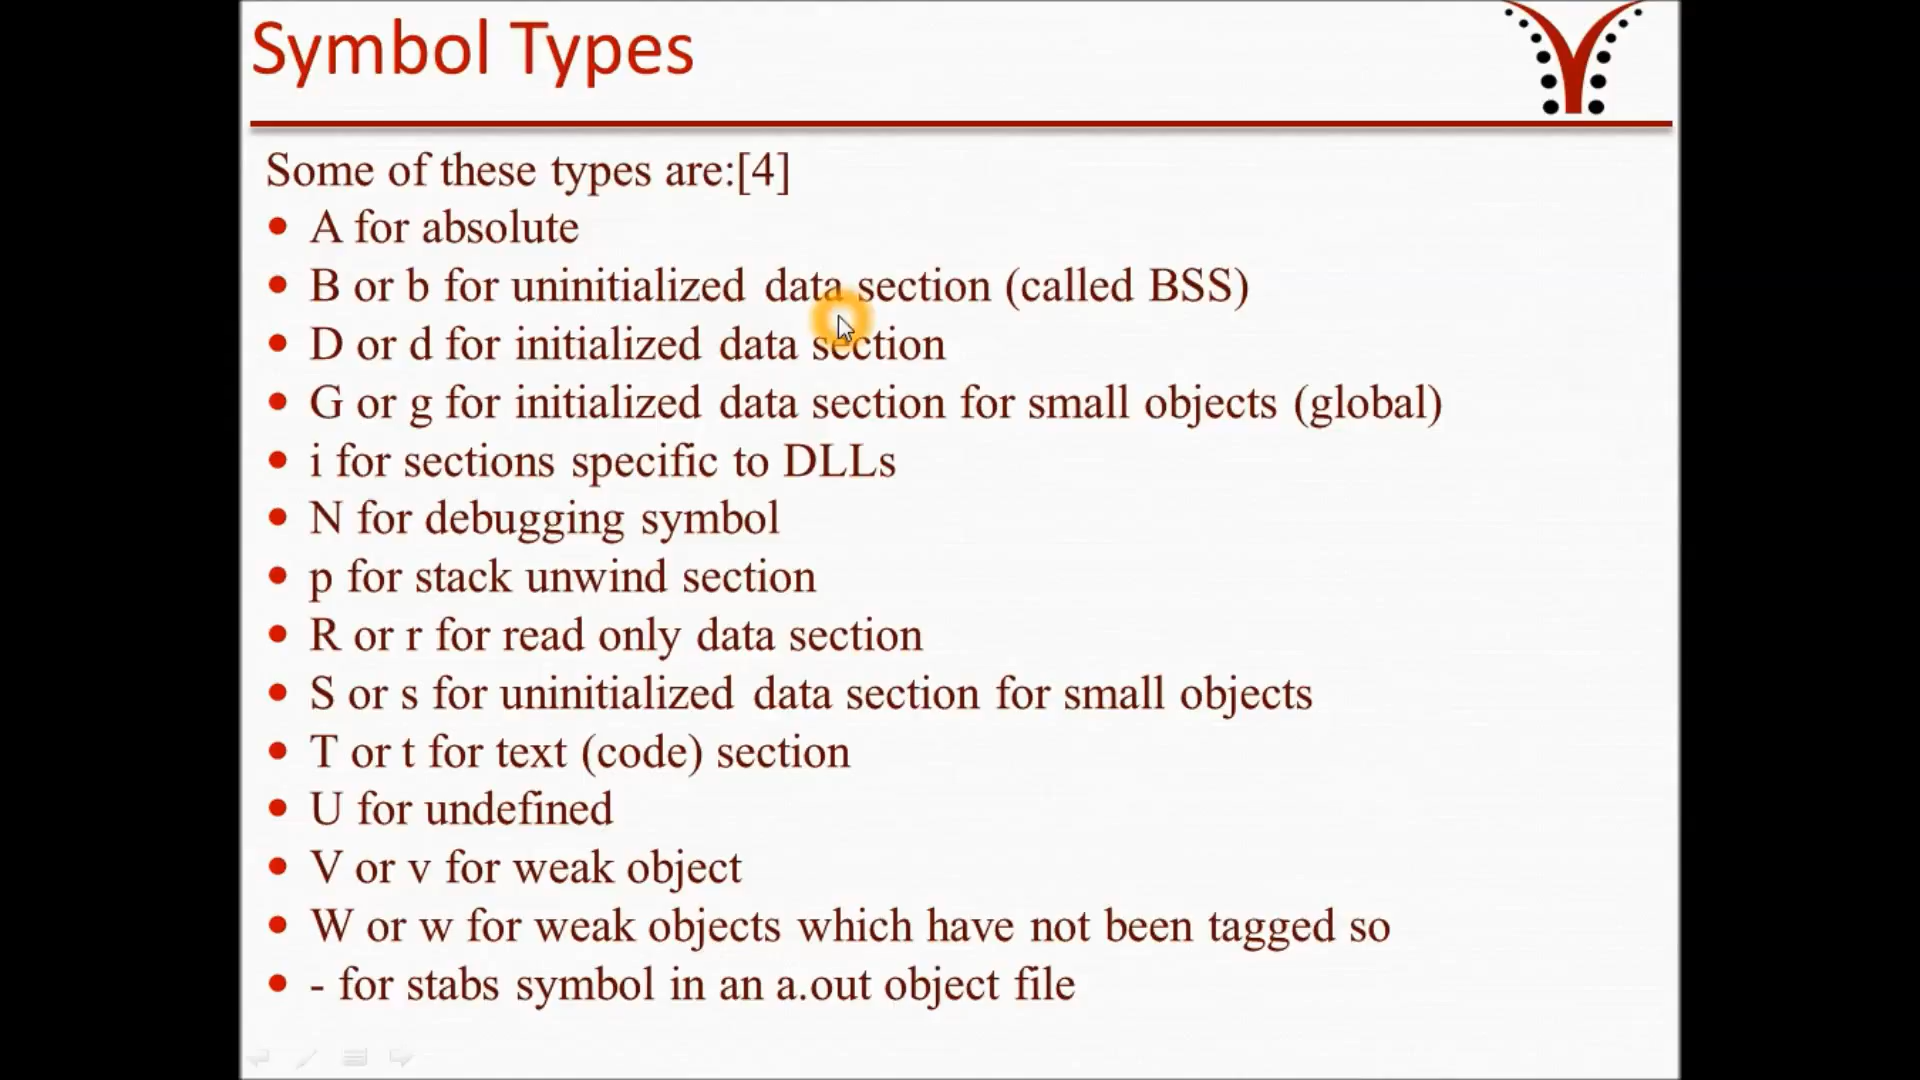 Symbol Types
Some of these types are:[4]
• A for absolute
• B or b for uninitialized data section (called BSS)
• D or d for initialized data section
• G or g for initialized data section for small objects (global)
• i for sections specific to DLLs
• N for debugging symbol
• p for stack unwind section
• R or r for read only data section
• S or s for uninitialized data section for small objects
• T or t for text (code) section
• U for undefined
• V or v for weak object
• W or w for weak objects which have not been tagged so
• - for stabs symbol in an a.out object file